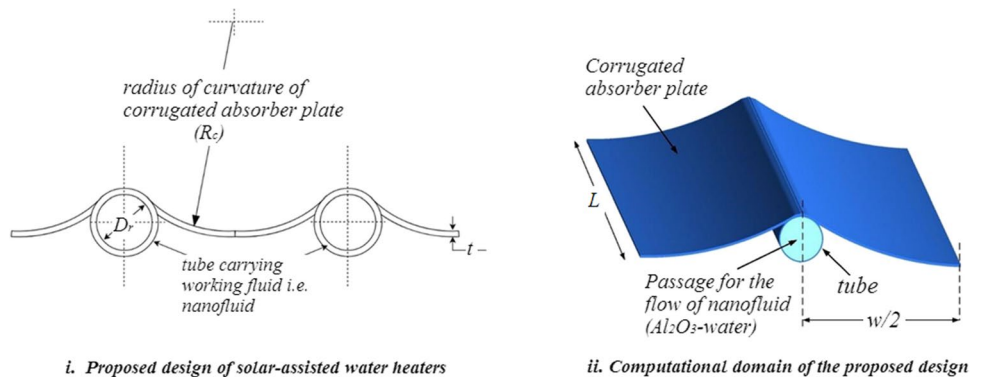 radius of curvature of
corrugated absorber plate
(Rc)
Dr
t
tube carrying
working fluid i.e.
nanofluid
i. Proposed design of solar-assisted water heaters
Corrugated
absorber plate
L
Passage for the
flow of nanofluid
(Al2O3-water)
tube
w/2
ii. Computational domain of the proposed design